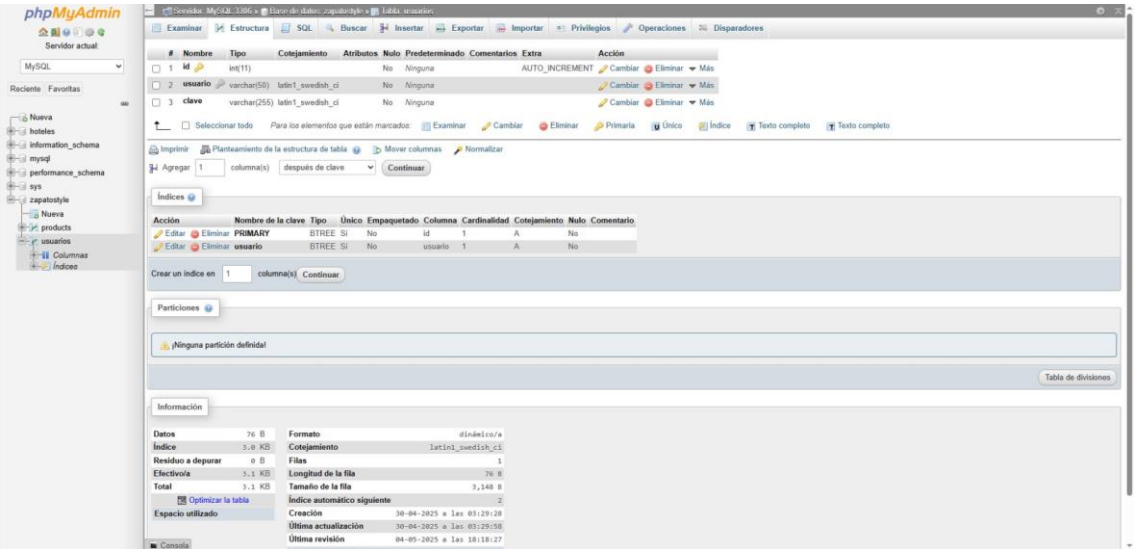 phpMyAdmin
Servidor actual:
MySQL
Reciente Favoritas
Nueva
hoteles
information_schema
mysql
performance_schema
sys
zapatostyle
Nueva
products
usuarios
Columnas
Índices
Servidor: MySQL:3306 » Base de datos: zapatostyle » Tabla: usuarios
Examinar Estructura SQL Buscar Insertar Exportar Importar Privilegios Operaciones Disparadores
# Nombre Tipo Cotejamiento Atributos Nulo Predeterminado Comentarios Extra Acción
1 id int(11) No Ninguna AUTO_INCREMENT Cambiar Eliminar Más
2 usuario varchar(50) latin1_swedish_ci No Ninguna Cambiar Eliminar Más
3 clave varchar(255) latin1_swedish_ci No Ninguna Cambiar Eliminar Más
Seleccionar todo Para los elementos que están marcados: Examinar Cambiar Eliminar Primaria Único Índice Texto completo Texto completo
Imprimir Planteamiento de la estructura de tabla Mover columnas Normalizar
Agregar 1 columna(s) después de clave Continuar
Índices
Acción Nombre de la clave Tipo Único Empaquetado Columna Cardinalidad Cotejamiento Nulo Comentario
Editar Eliminar PRIMARY BTREE Sí No id 1 A No
Editar Eliminar usuario BTREE Sí No usuario 1 A No
Crear un índice en 1 columna(s) Continuar
Particiones
¡Ninguna partición definida!
Tabla de divisiones
Información
Datos 76 B
Índice 3.0 KB
Residuo a depurar 0 B
Efectivo/a 3.1 KB
Total 3.1 KB
Optimizar la tabla
Espacio utilizado
Formato dinámico/a
Cotejamiento latin1_swedish_ci
Filas 1
Longitud de la fila 76 B
Tamaño de la fila 3,148 B
Índice automático siguiente 2
Creación 30-04-2025 a las 03:29:28
Última actualización 30-04-2025 a las 03:29:58
Última revisión 04-05-2025 a las 18:18:27
Consola